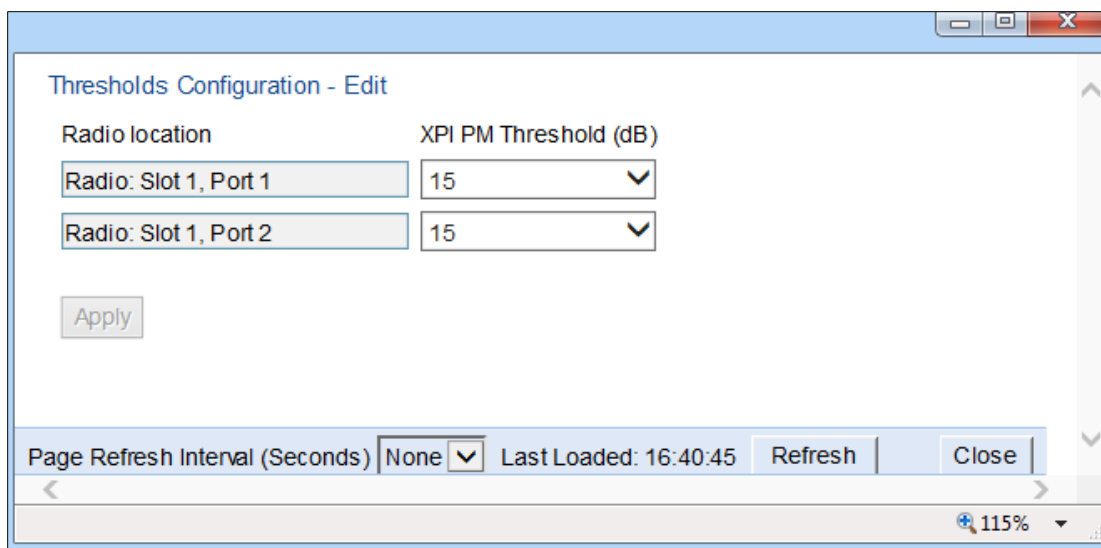 Thresholds Configuration - Edit
Radio location XPI PM Threshold (dB)
Radio: Slot 1, Port 1 15
Radio: Slot 1, Port 2 15
Apply
Page Refresh Interval (Seconds) None Last Loaded: 16:40:45 Refresh Close
115%